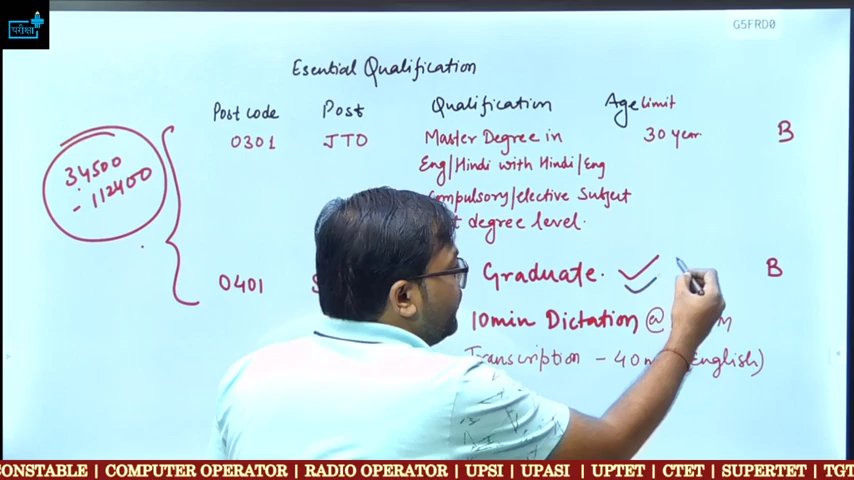 परीक्षा
G5FRD0
Esential Qualification
Post code Post Qualification Age Limit
0301 JTO Master Degree in 30 year B
Eng/Hindi with Hindi/Eng
Compulsory/elective Subject
degree level.
34500
- 112400
0401 Graduate. B
10min Dictation @
Transcription - 40 English)
CONSTABLE | COMPUTER OPERATOR | RADIO OPERATOR | UPSI | UPASI | UPTET | CTET | SUPERTET | TGT